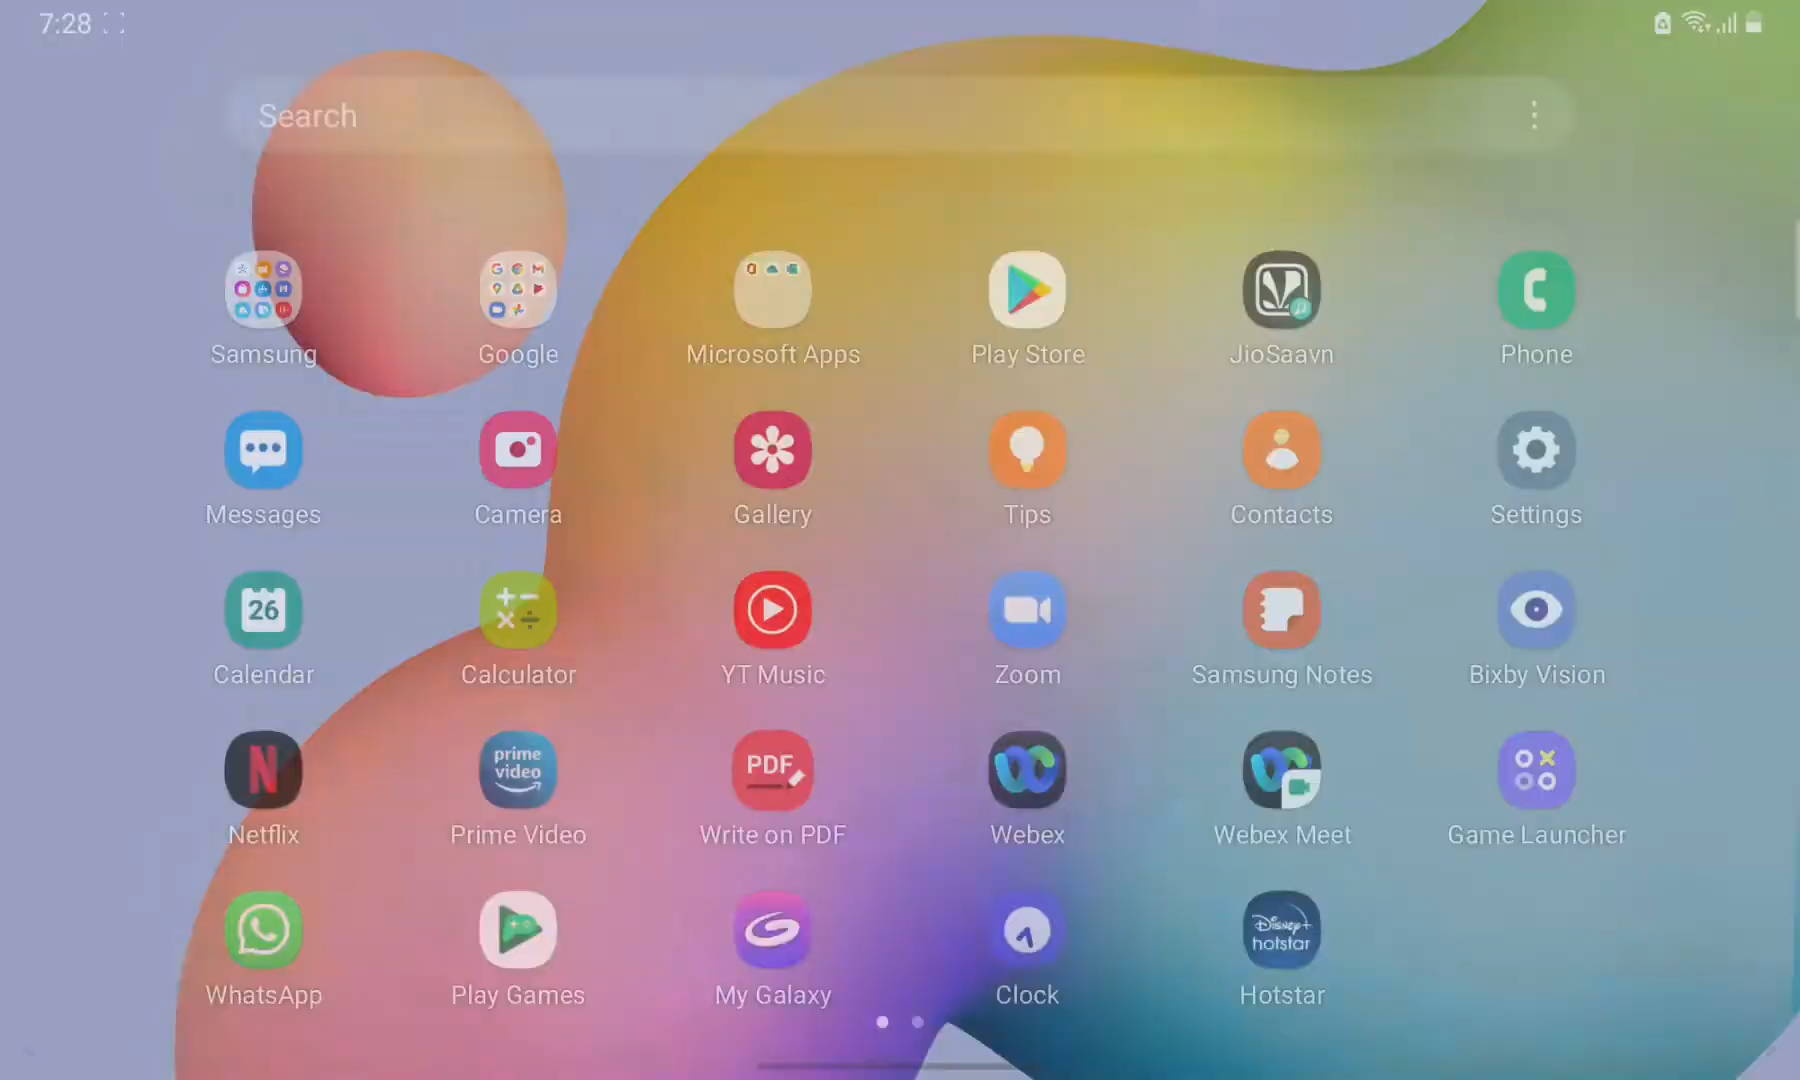 7:28
Search
Samsung Google Microsoft Apps Play Store JioSaavn Phone
Messages Camera Gallery Tips Contacts Settings
26
Calendar Calculator YT Music Zoom Samsung Notes Bixby Vision
N prime video PDF
Netflix Prime Video Write on PDF Webex Webex Meet Game Launcher
Disney+ hotstar
WhatsApp Play Games My Galaxy Clock Hotstar